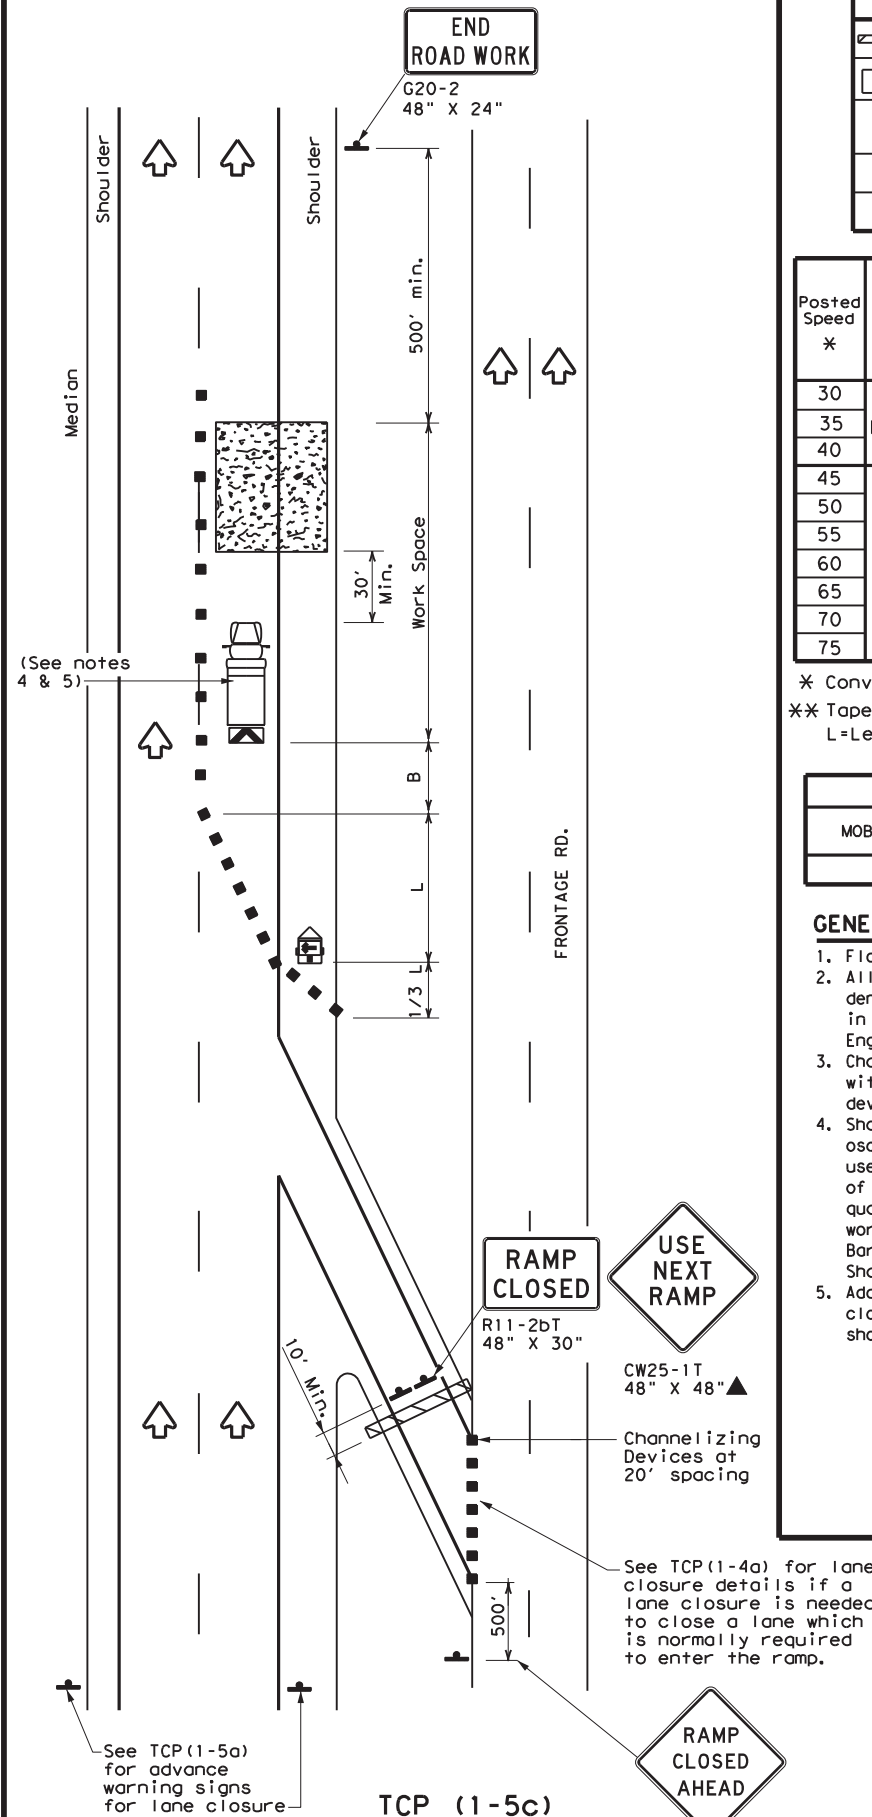 END
ROAD WORK
G20-2
48" X 24"
Shoulder
Shoulder
500' min.
Median
30'
Min.
Work Space
(See notes
4 & 5)
B
L
1/3 L
FRONTAGE RD.
RAMP
CLOSED
R11-2bT
48" X 30"
USE
NEXT
RAMP
CW25-1T
48" X 48"
10' Min.
Channelizing
Devices at
20' spacing
See TCP(1-4a) for lane
closure details if a
lane closure is needed
to close a lane which
is normally required
to enter the ramp.
500'
See TCP(1-5a)
for advance
warning signs
for lane closure
RAMP
CLOSED
AHEAD
TCP (1-5c)
Posted
Speed
*
30
35
40
45
50
55
60
65
70
75
* Conv
** Tape
L=Le
MOB
GENE
1. Fla
2. All
der
in
Eng
3. Cha
wit
dev
4. Sha
osc
use
of
qua
wor
Bar
Sha
5. Add
clo
sha